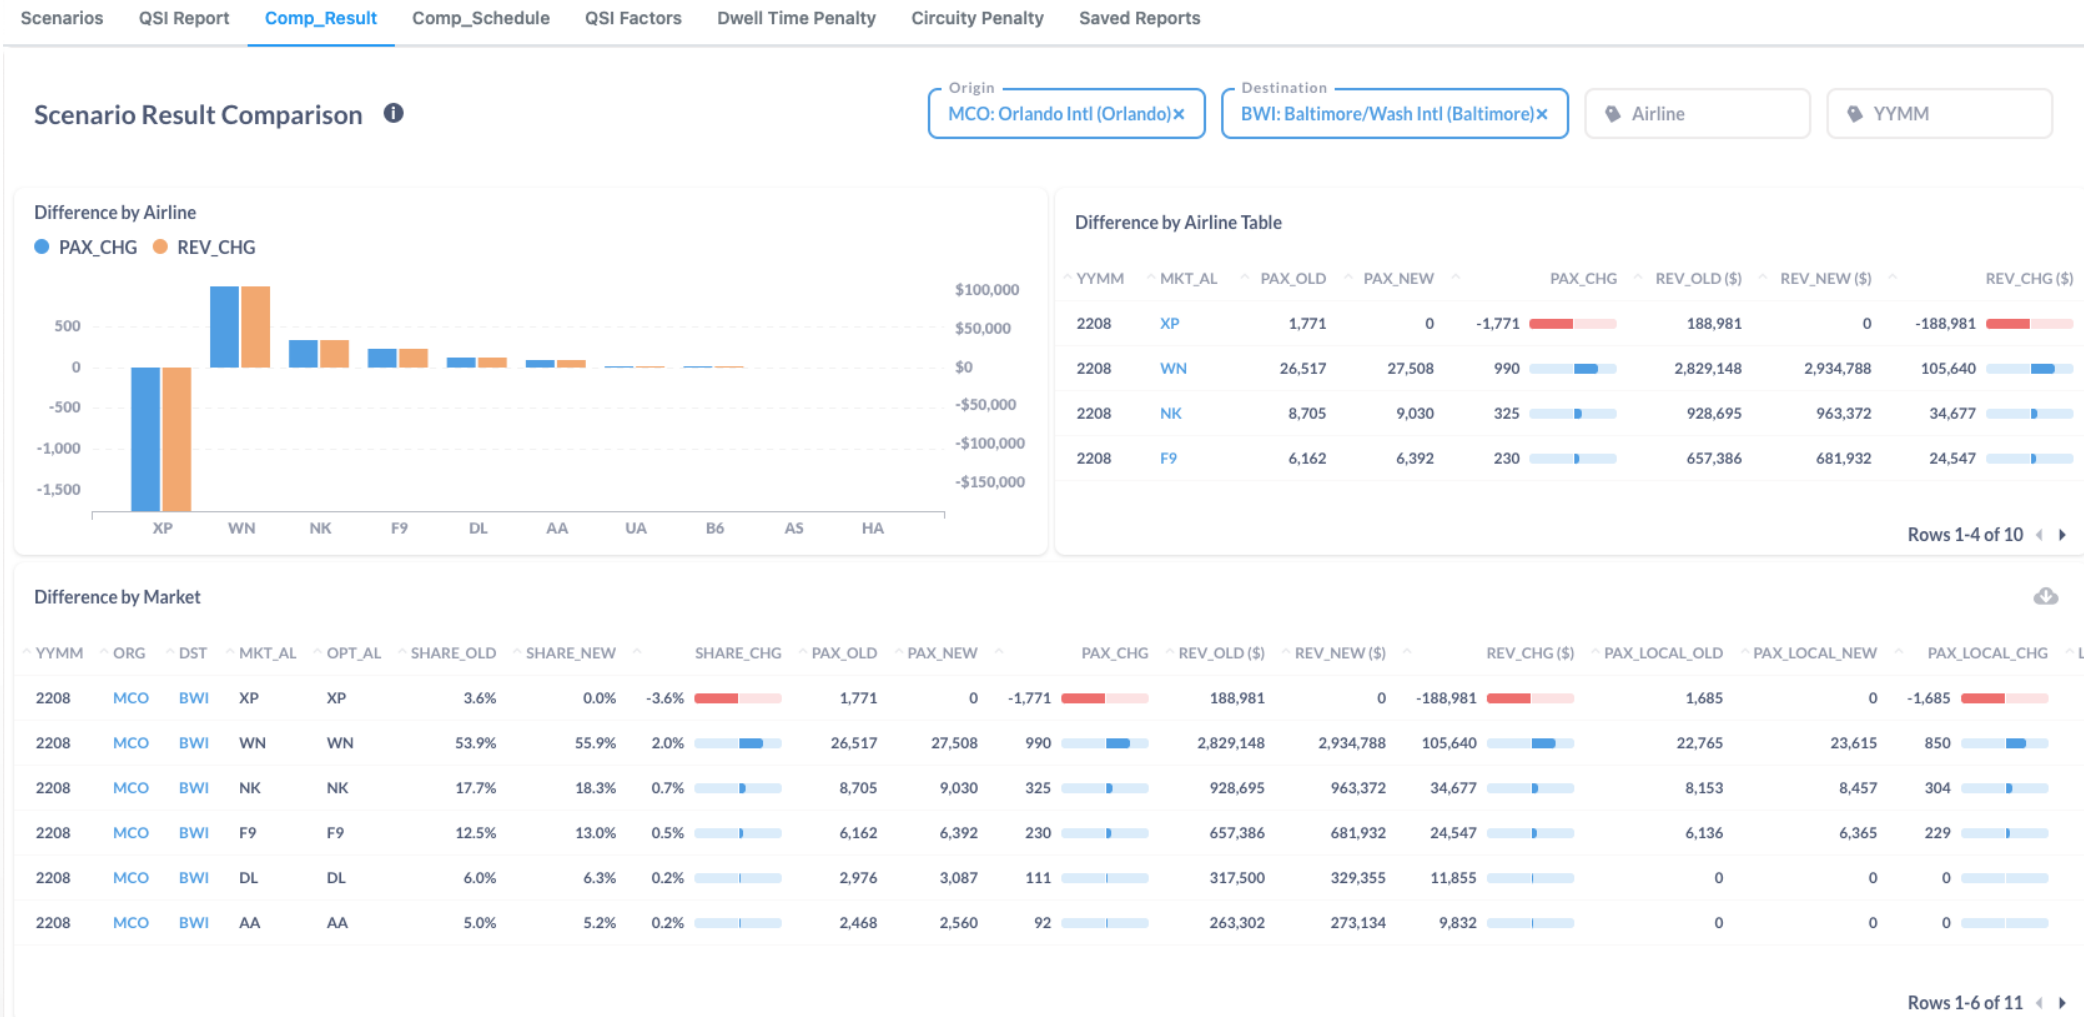 Scenarios QSI Report Comp_Result Comp_Schedule QSI Factors Dwell Time Penalty Circuity Penalty Saved Reports
Scenario Result Comparison
Origin
MCO: Orlando Intl (Orlando)×
Destination
BWI: Baltimore/Wash Intl (Baltimore)×
Airline
YYMM
Difference by Airline
PAX_CHG REV_CHG
500
0
-500
-1,000
-1,500
$100,000
$50,000
$0
-$50,000
-$100,000
-$150,000
XP WN NK F9 DL AA UA B6 AS HA
Difference by Airline Table
YYMM MKT_AL PAX_OLD PAX_NEW PAX_CHG REV_OLD ($) REV_NEW ($) REV_CHG ($)
2208 XP 1,771 0 -1,771 188,981 0 -188,981
2208 WN 26,517 27,508 990 2,829,148 2,934,788 105,640
2208 NK 8,705 9,030 325 928,695 963,372 34,677
2208 F9 6,162 6,392 230 657,386 681,932 24,547
Rows 1-4 of 10
Difference by Market
YYMM ORG DST MKT_AL OPT_AL SHARE_OLD SHARE_NEW SHARE_CHG PAX_OLD PAX_NEW PAX_CHG REV_OLD ($) REV_NEW ($) REV_CHG ($) PAX_LOCAL_OLD PAX_LOCAL_NEW PAX_LOCAL_CHG
2208 MCO BWI XP XP 3.6% 0.0% -3.6% 1,771 0 -1,771 188,981 0 -188,981 1,685 0 -1,685
2208 MCO BWI WN WN 53.9% 55.9% 2.0% 26,517 27,508 990 2,829,148 2,934,788 105,640 22,765 23,615 850
2208 MCO BWI NK NK 17.7% 18.3% 0.7% 8,705 9,030 325 928,695 963,372 34,677 8,153 8,457 304
2208 MCO BWI F9 F9 12.5% 13.0% 0.5% 6,162 6,392 230 657,386 681,932 24,547 6,136 6,365 229
2208 MCO BWI DL DL 6.0% 6.3% 0.2% 2,976 3,087 111 317,500 329,355 11,855 0 0 0
2208 MCO BWI AA AA 5.0% 5.2% 0.2% 2,468 2,560 92 263,302 273,134 9,832 0 0 0
Rows 1-6 of 11